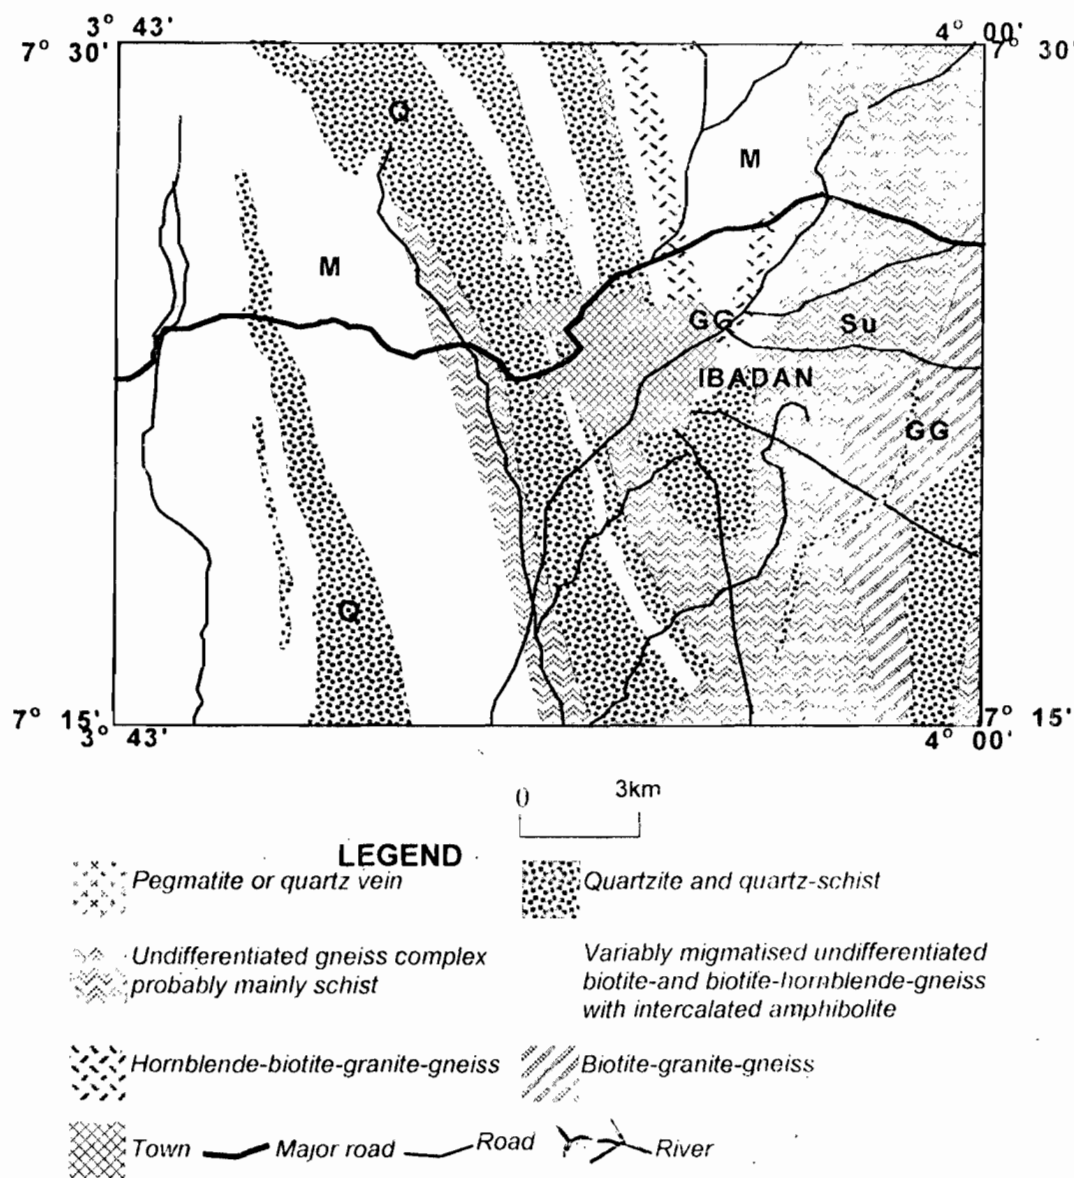 3° 43'
4° 00'
7° 30'
7° 30'
Q
M
M
GG
Su
IBADAN
GG
Q
7° 15'
7° 15'
3° 43'
4° 00'
0 3km
LEGEND
Pegmatite or quartz vein
Quartzite and quartz-schist
Undifferentiated gneiss complex
probably mainly schist
Variably migmatised undifferentiated
biotite-and biotite-hornblende-gneiss
with intercalated amphibolite
Hornblende-biotite-granite-gneiss
Biotite-granite-gneiss
Town
Major road
Road
River